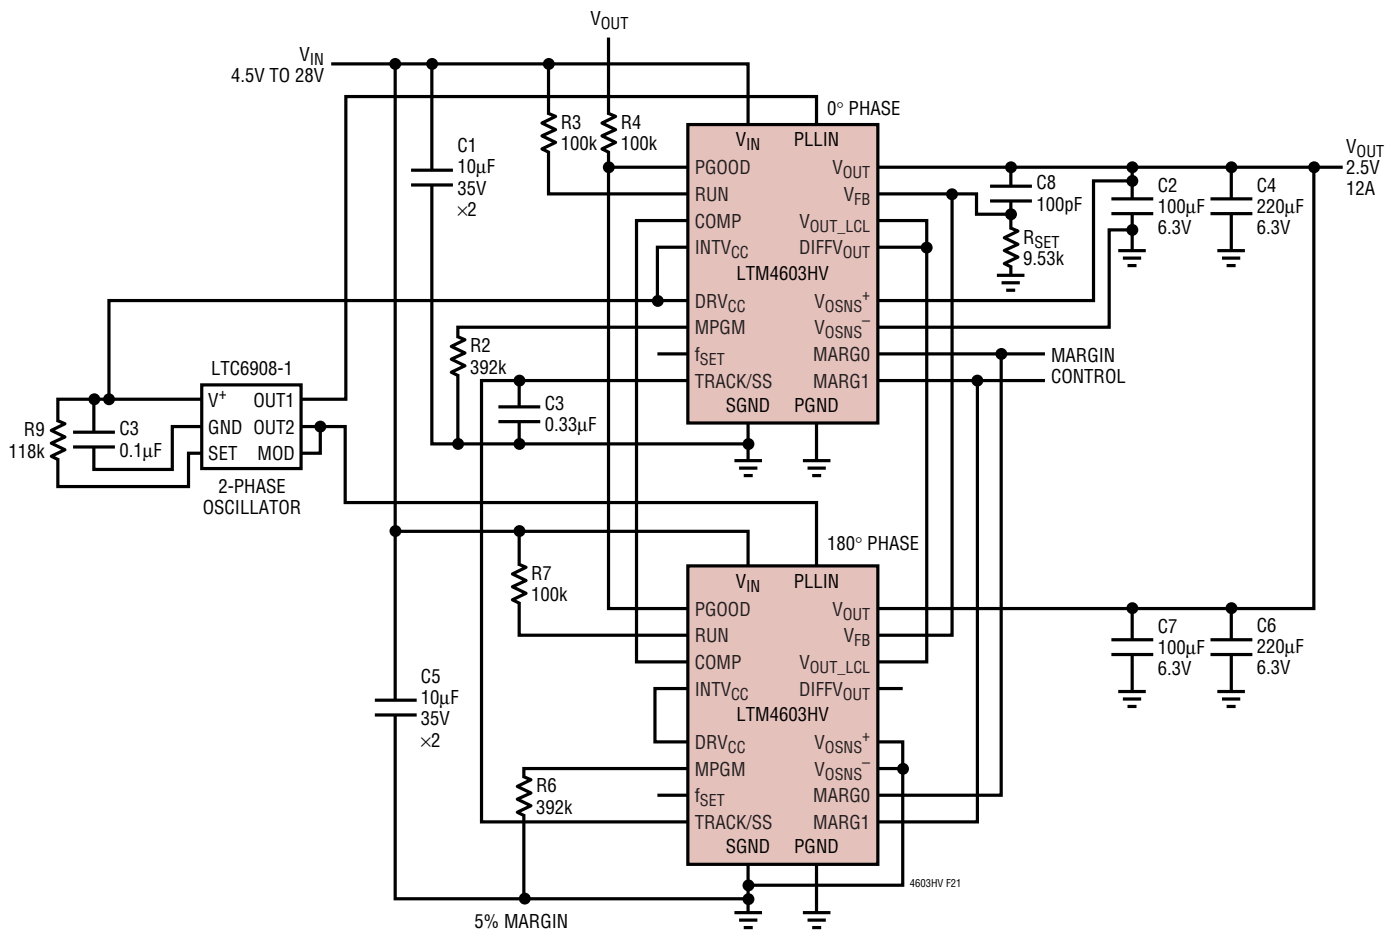 VOUT
VIN
4.5V TO 28V
0° PHASE
C1
10µF
35V
×2
R3
100k
R4
100k
VIN
PLLIN
PGOOD
RUN
COMP
INTVCC
LTM4603HV
DRVCC
MPGM
fSET
TRACK/SS
SGND
PGND
VOUT
VFB
VOUT_LCL
DIFFVOUT
VOSNS+
VOSNS–
MARG0
MARG1
C8
100pF
RSET
9.53k
C2
100µF
6.3V
C4
220µF
6.3V
VOUT
2.5V
12A
MARGIN
CONTROL
R2
392k
C3
0.33µF
LTC6908-1
V+
GND
SET
OUT1
OUT2
MOD
R9
118k
C3
0.1µF
2-PHASE
OSCILLATOR
180° PHASE
R7
100k
C5
10µF
35V
×2
VIN
PLLIN
PGOOD
RUN
COMP
INTVCC
LTM4603HV
DRVCC
MPGM
fSET
TRACK/SS
SGND
PGND
VOUT
VFB
VOUT_LCL
DIFFVOUT
VOSNS+
VOSNS–
MARG0
MARG1
C7
100µF
6.3V
C6
220µF
6.3V
R6
392k
4603HV F21
5% MARGIN